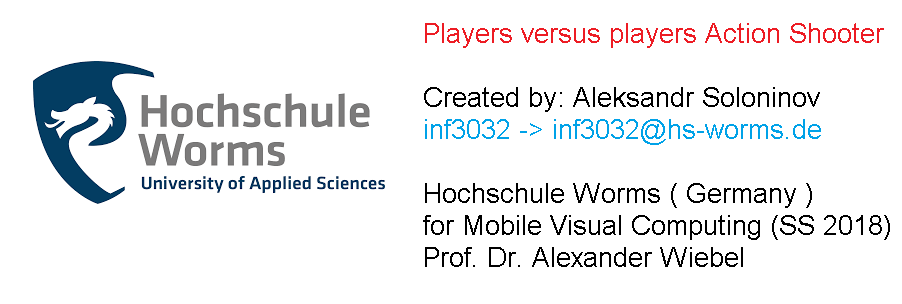 Hochschule
Worms
University of Applied Sciences
Players versus players Action Shooter
Created by: Aleksandr Soloninov
inf3032 -> inf3032@hs-worms.de
Hochschule Worms ( Germany )
for Mobile Visual Computing (SS 2018)
Prof. Dr. Alexander Wiebel